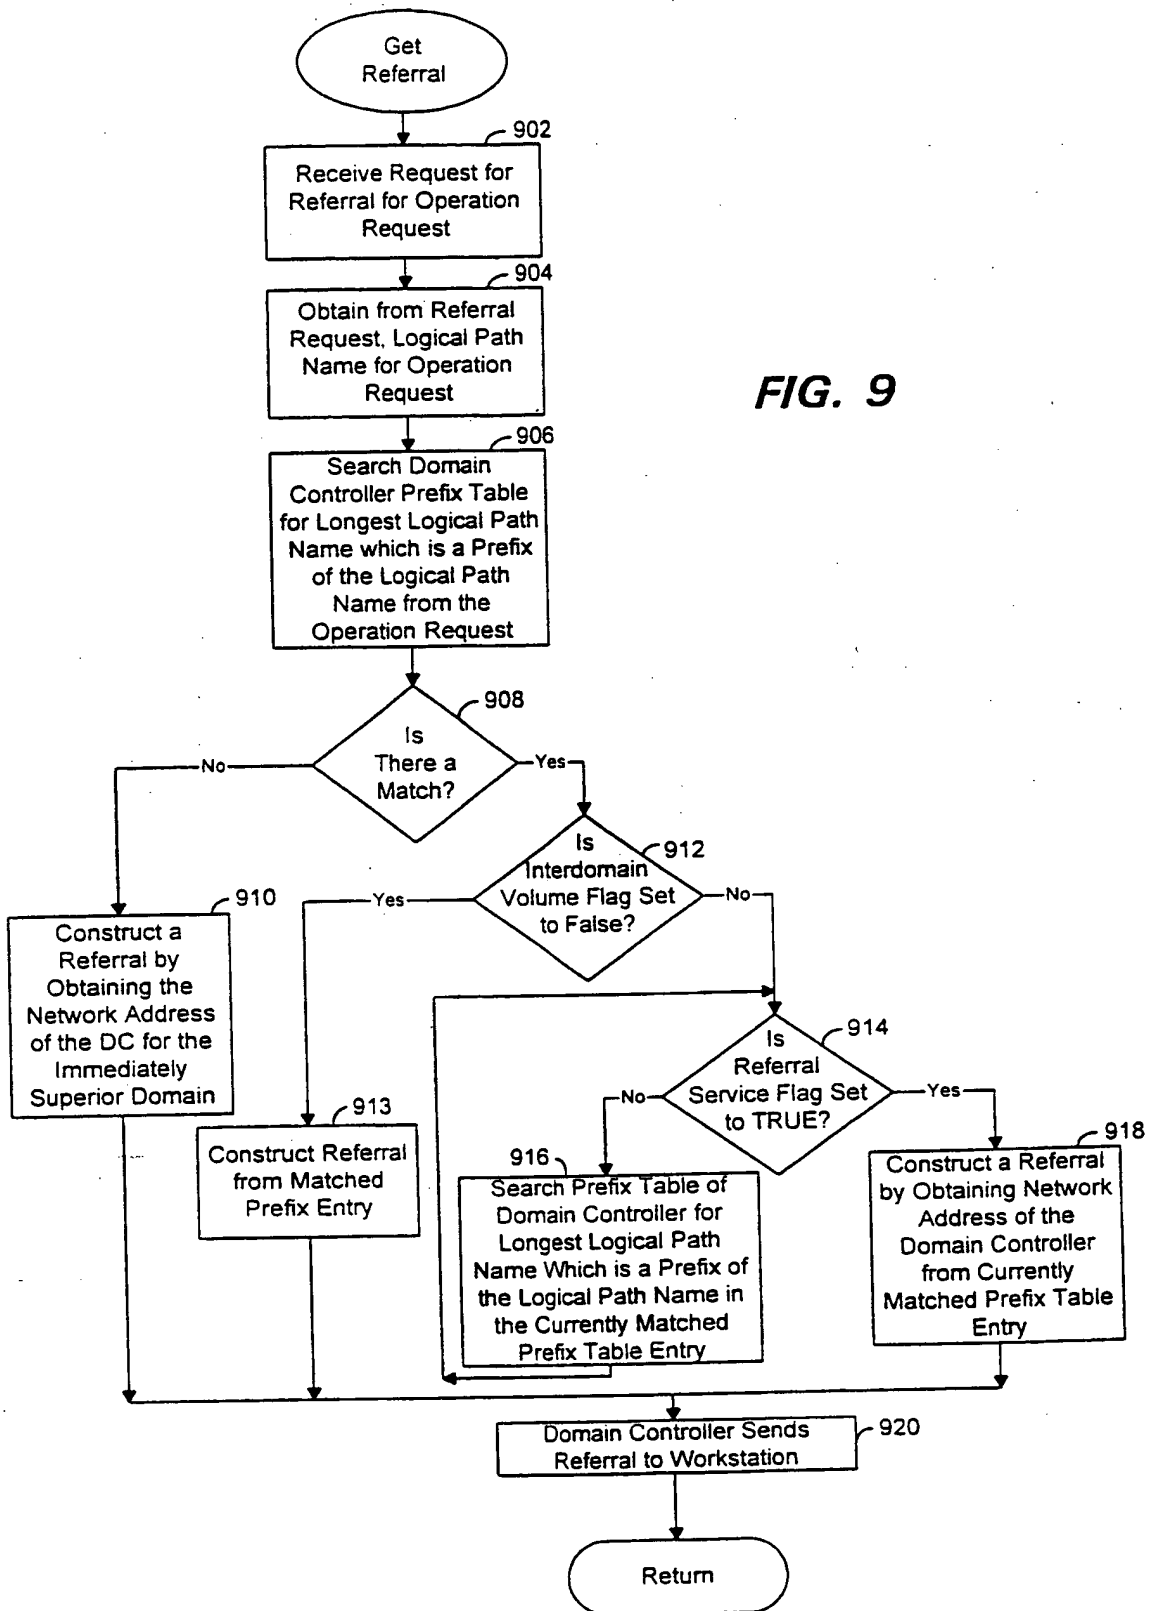 Get
Referral
902
Receive Request for
Referral for Operation
Request
904
Obtain from Referral
Request, Logical Path
Name for Operation
Request
FIG. 9
906
Search Domain
Controller Prefix Table
for Longest Logical Path
Name which is a Prefix
of the Logical Path
Name from the
Operation Request
908
Is
There a
Match?
No
Yes
912
Is
Interdomain
Volume Flag Set
to False?
Yes
No
910
Construct a
Referral by
Obtaining the
Network Address
of the DC for the
Immediately
Superior Domain
914
Is
Referral
Service Flag Set
to TRUE?
No
Yes
913
Construct Referral
from Matched
Prefix Entry
916
Search Prefix Table of
Domain Controller for
Longest Logical Path
Name Which is a Prefix of
the Logical Path Name in
the Currently Matched
Prefix Table Entry
918
Construct a Referral
by Obtaining Network
Address of the
Domain Controller
from Currently
Matched Prefix Table
Entry
920
Domain Controller Sends
Referral to Workstation
Return